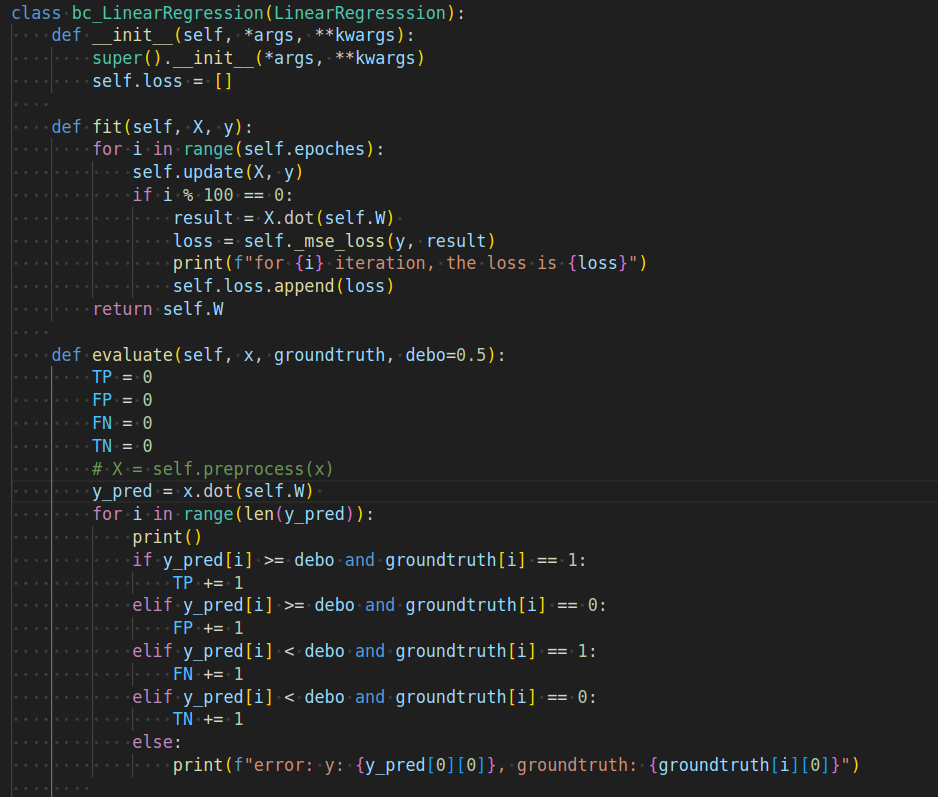 class bc_LinearRegression(LinearRegresssion):
    def __init__(self, *args, **kwargs):
        super().__init__(*args, **kwargs)
        self.loss = []

    def fit(self, X, y):
        for i in range(self.epoches):
            self.update(X, y)
            if i % 100 == 0:
                result = X.dot(self.W)
                loss = self._mse_loss(y, result)
                print(f"for {i} iteration, the loss is {loss}")
                self.loss.append(loss)
        return self.W

    def evaluate(self, x, groundtruth, debo=0.5):
        TP = 0
        FP = 0
        FN = 0
        TN = 0
        # X = self.preprocess(x)
        y_pred = x.dot(self.W)
        for i in range(len(y_pred)):
            print()
            if y_pred[i] >= debo and groundtruth[i] == 1:
                TP += 1
            elif y_pred[i] >= debo and groundtruth[i] == 0:
                FP += 1
            elif y_pred[i] < debo and groundtruth[i] == 1:
                FN += 1
            elif y_pred[i] < debo and groundtruth[i] == 0:
                TN += 1
            else:
                print(f"error: y: {y_pred[0][0]}, groundtruth: {groundtruth[i][0]}")